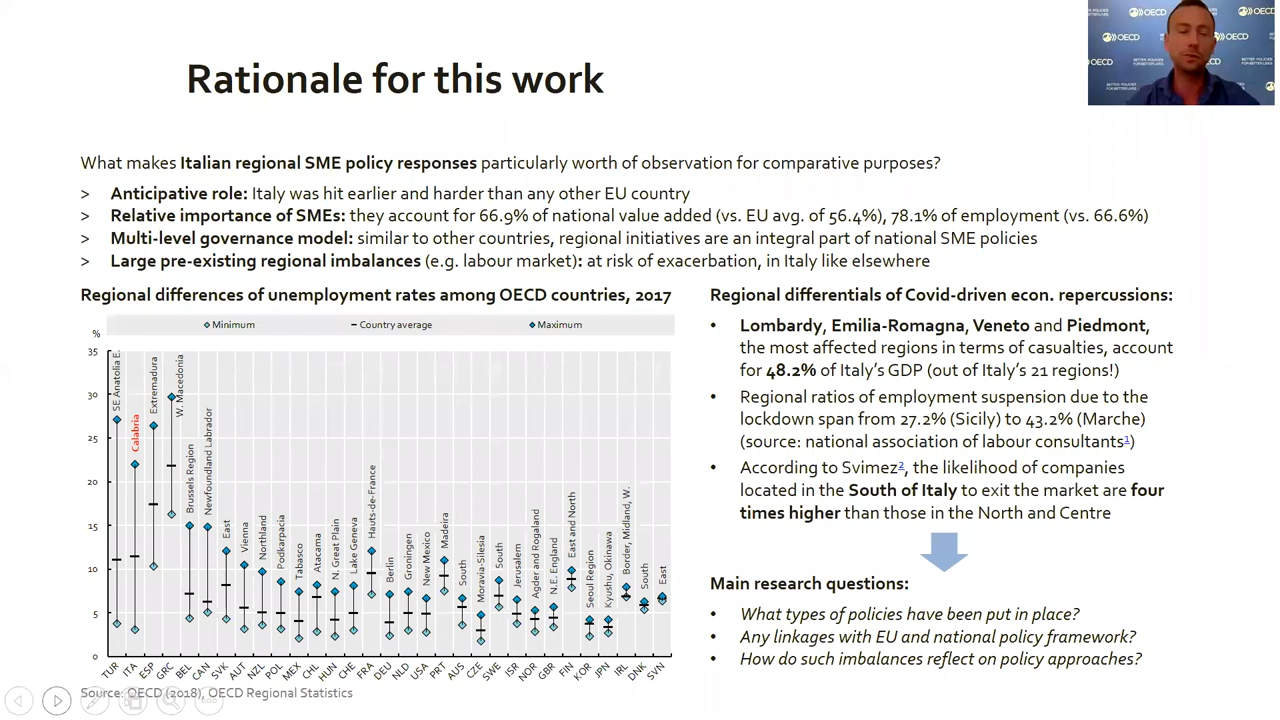 Rationale for this work
OECD
OECD
OECD
OECD
OECD
BETTER POLICIES
FOR BETTER LIVES
BETTER POLICIES
FOR BETTER LIVES
What makes Italian regional SME policy responses particularly worth of observation for comparative purposes?
> Anticipative role: Italy was hit earlier and harder than any other EU country
> Relative importance of SMEs: they account for 66.9% of national value added (vs. EU avg. of 56.4%), 78.1% of employment (vs. 66.6%)
> Multi-level governance model: similar to other countries, regional initiatives are an integral part of national SME policies
> Large pre-existing regional imbalances (e.g. labour market): at risk of exacerbation, in Italy like elsewhere
Regional differences of unemployment rates among OECD countries, 2017
Minimum Country average Maximum
%
35
30
25
20
15
10
5
0
SE Anatolia E.
Calabria
Extremadura
W. Macedonia
Brussels Region
Newfoundland Labrador
East
Vienna
Northland
Podkarpacia
Tabasco
Atacama
N. Great Plain
Lake Geneva
Hauts-de-France
Berlin
Groningen
New Mexico
Madeira
South
Moravia-Silesia
South
Jerusalem
Agder and Rogaland
N.E. England
East and North
Seoul Region
Kyushu, Okinawa
Border, Midland, W.
South
East
TUR ITA ESP GRC BEL CAN SVK AUT NZL POL MEX CHL HUN CHE FRA DEU NLD USA PRT AUS CZE SWE ISR NOR GBR FIN KOR JPN IRL DNK SVN
Source: OECD (2018), OECD Regional Statistics
Regional differentials of Covid-driven econ. repercussions:
• Lombardy, Emilia-Romagna, Veneto and Piedmont,
the most affected regions in terms of casualties, account
for 48.2% of Italy's GDP (out of Italy's 21 regions!)
• Regional ratios of employment suspension due to the
lockdown span from 27.2% (Sicily) to 43.2% (Marche)
(source: national association of labour consultants1)
• According to Svimez2, the likelihood of companies
located in the South of Italy to exit the market are four
times higher than those in the North and Centre
Main research questions:
• What types of policies have been put in place?
• Any linkages with EU and national policy framework?
• How do such imbalances reflect on policy approaches?